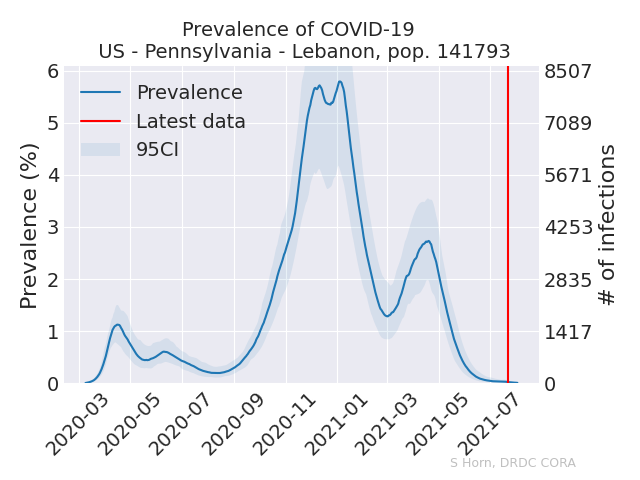 Prevalence of COVID-19
US - Pennsylvania - Lebanon, pop. 141793
Prevalence
Latest data
95CI
Prevalence (%)
6
5
4
3
2
1
0
8507
7089
5671
4253
2835
1417
0
# of infections
2020-03
2020-05
2020-07
2020-09
2020-11
2021-01
2021-03
2021-05
2021-07
S Horn, DRDC CORA